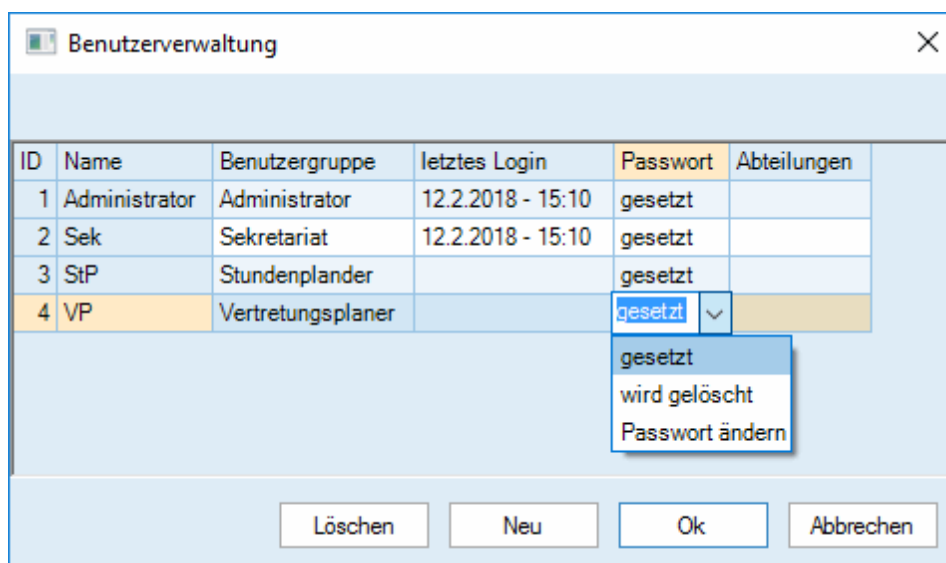 Benutzerverwaltung
ID Name Benutzergruppe letztes Login Passwort Abteilungen
1 Administrator Administrator 12.2.2018 - 15:10 gesetzt
2 Sek Sekretariat 12.2.2018 - 15:10 gesetzt
3 StP Stundenplander gesetzt
4 VP Vertretungsplaner gesetzt
gesetzt
wird gelöscht
Passwort ändern
Löschen Neu Ok Abbrechen